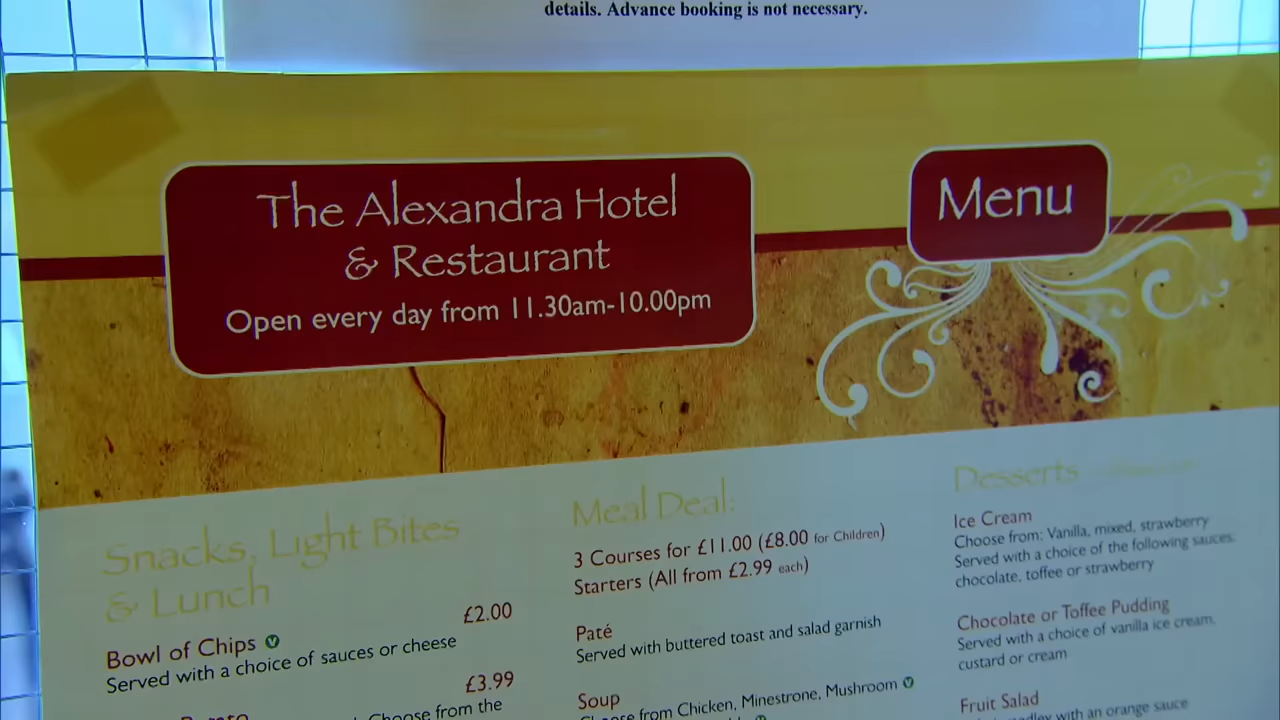 details. Advance booking is not necessary.
The Alexandra Hotel
& Restaurant
Open every day from 11.30am-10.00pm
Menu
Snacks, Light Bites
& Lunch
£2.00
Bowl of Chips
Served with a choice of sauces or cheese
£3.99
Choose from the
Meal Deal:
3 Courses for £11.00 (£8.00 for Children)
Starters (All from £2.99 each)
Paté
Served with buttered toast and salad garnish
Soup
from Chicken, Minestrone, Mushroom
Desserts
Ice Cream
Choose from: Vanilla, mixed, strawberry
Served with a choice of the following sauces:
chocolate, toffee or strawberry
Chocolate or Toffee Pudding
Served with a choice of vanilla ice cream,
custard or cream
Fruit Salad
with an orange sauce